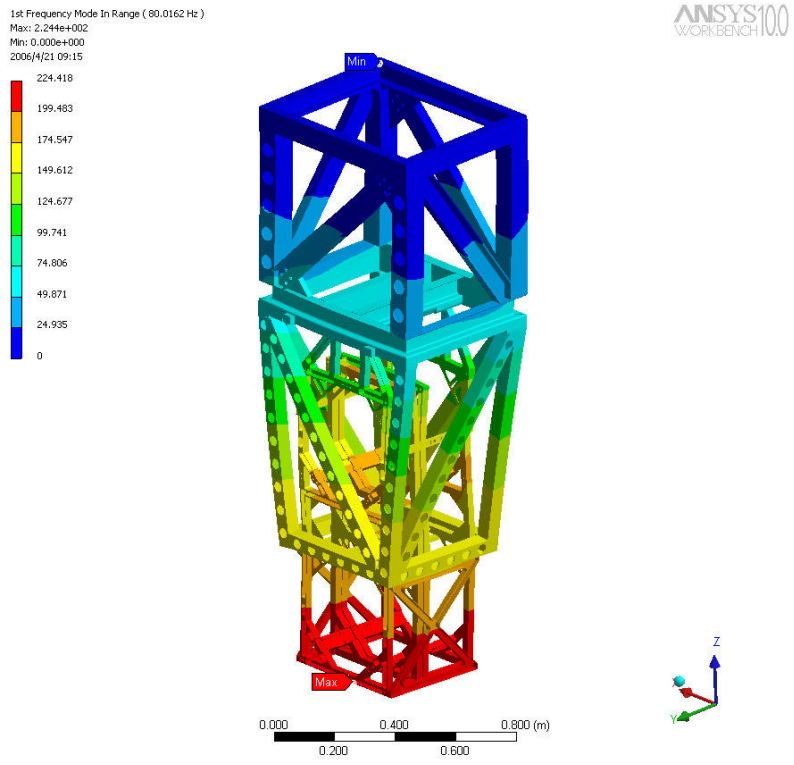 1st Frequency Mode In Range ( 80.0162 Hz )
Max: 2.244e+002
Min: 0.000e+000
2006/4/21 09:15
ANSYS 10.0
WORKBENCH
224.418
199.483
174.547
149.612
124.677
99.741
74.806
49.871
24.935
0
Min
Max
0.000
0.400
0.800 (m)
0.200
0.600
Z
Y